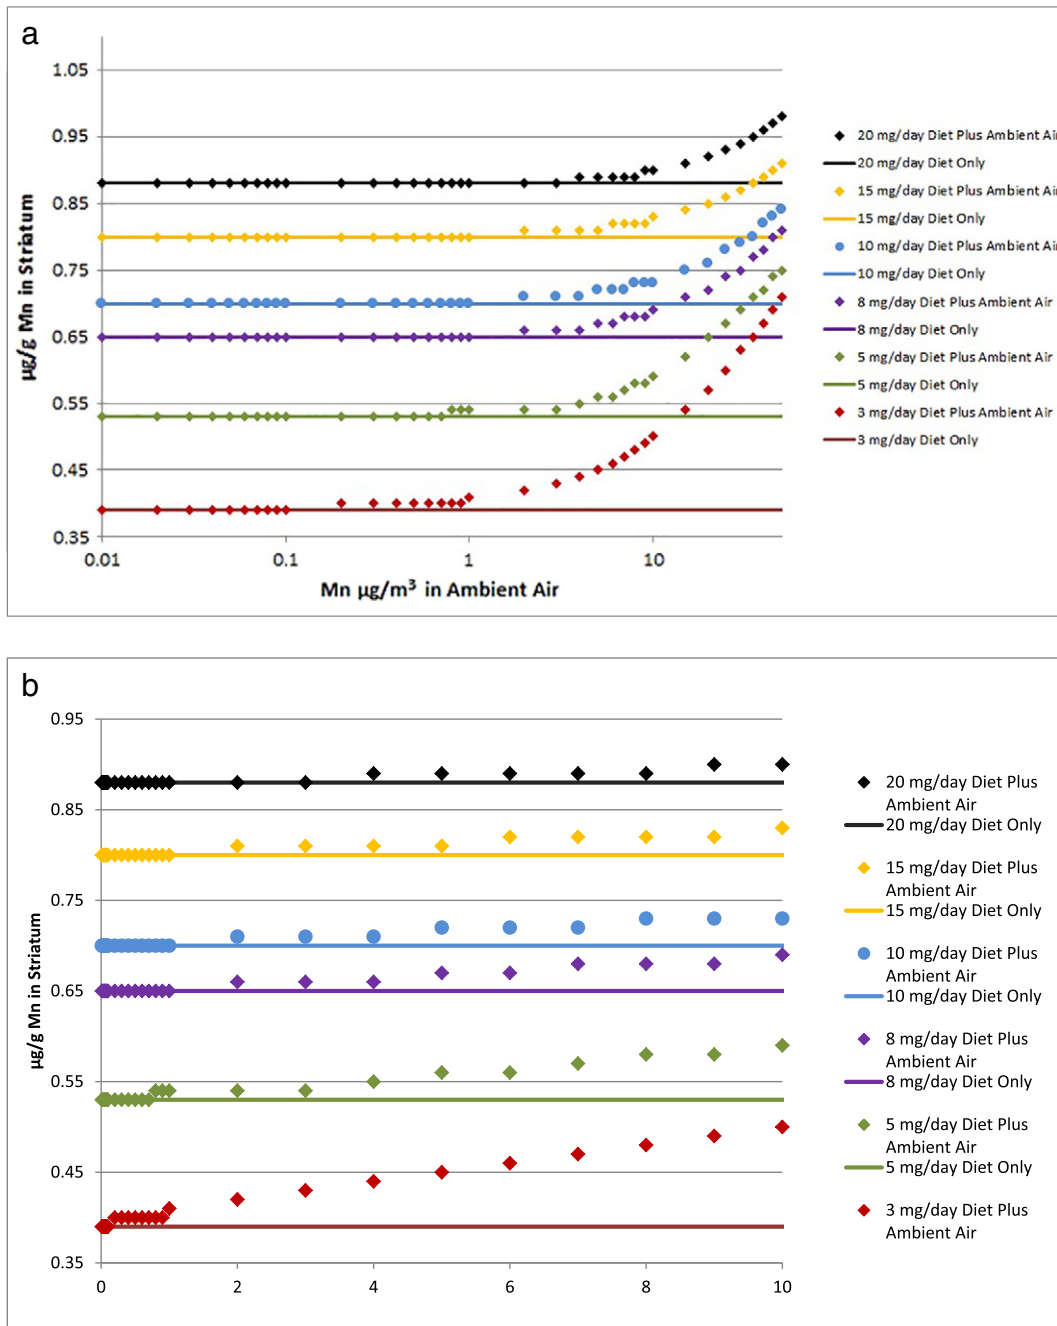 a
1.05
0.95
0.85
0.75
0.65
0.55
0.45
0.35
µg/g Mn in Striatum
0.01
0.1
1
10
Mn µg/m³ in Ambient Air
20 mg/day Diet Plus Ambient Air
20 mg/day Diet Only
15 mg/day Diet Plus Ambient Air
15 mg/day Diet Only
10 mg/day Diet Plus Ambient Air
10 mg/day Diet Only
8 mg/day Diet Plus Ambient Air
8 mg/day Diet Only
5 mg/day Diet Plus Ambient Air
5 mg/day Diet Only
3 mg/day Diet Plus Ambient Air
3 mg/day Diet Only
b
0.95
0.85
0.75
0.65
0.55
0.45
0.35
µg/g Mn in Striatum
0
2
4
6
8
10
20 mg/day Diet Plus
Ambient Air
20 mg/day Diet Only
15 mg/day Diet Plus
Ambient Air
15 mg/day Diet Only
10 mg/day Diet Plus
Ambient Air
10 mg/day Diet Only
8 mg/day Diet Plus
Ambient Air
8 mg/day Diet Only
5 mg/day Diet Plus
Ambient Air
5 mg/day Diet Only
3 mg/day Diet Plus
Ambient Air